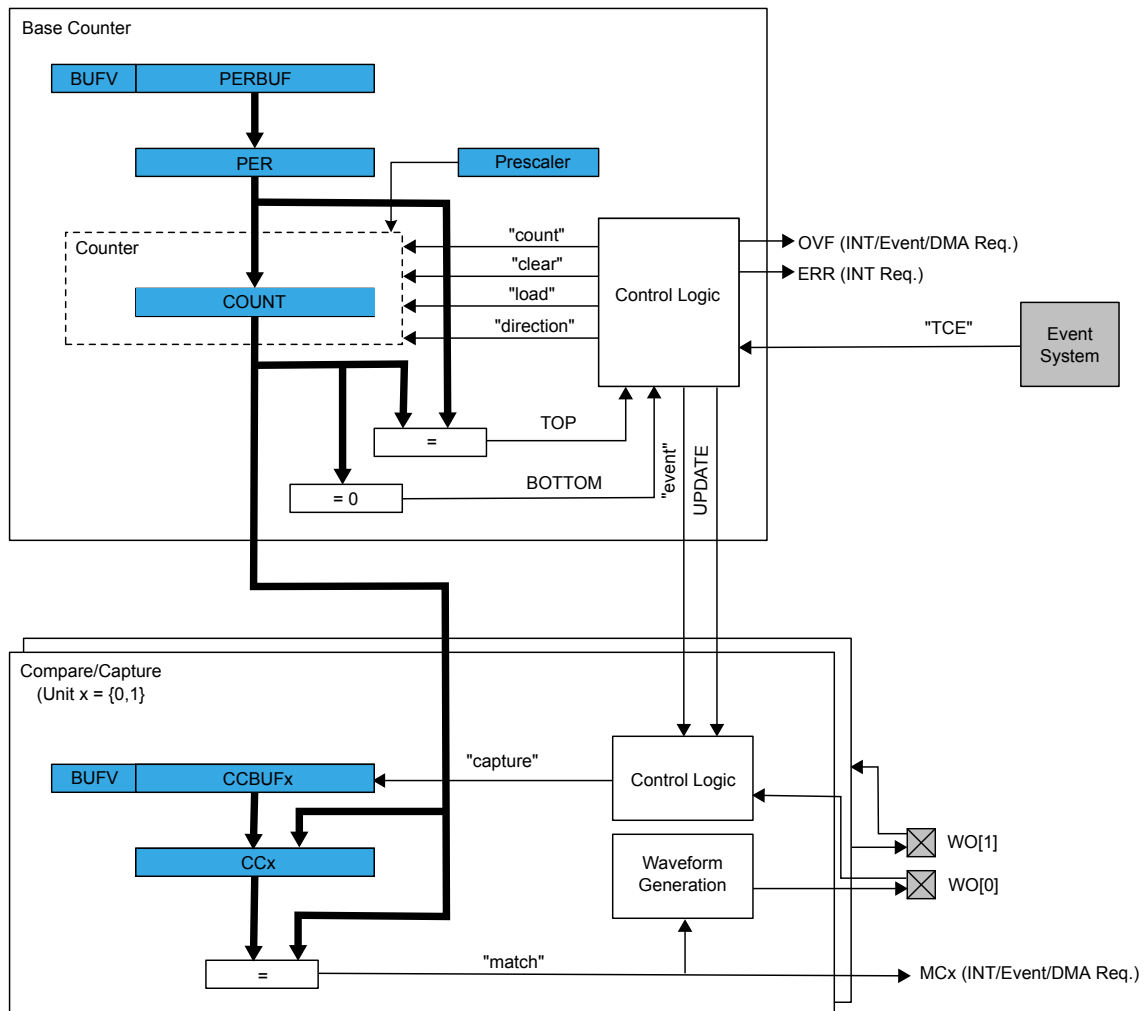 Base Counter
BUFV
PERBUF
PER
Prescaler
Counter
"count"
"clear"
COUNT
"load"
"direction"
Control Logic
OVF (INT/Event/DMA Req.)
ERR (INT Req.)
"TCE"
Event
System
=
TOP
= 0
BOTTOM
"event"
UPDATE
Compare/Capture
(Unit x = {0,1}
BUFV
CCBUFx
"capture"
Control Logic
CCx
Waveform
Generation
WO[1]
WO[0]
=
"match"
MCx (INT/Event/DMA Req.)